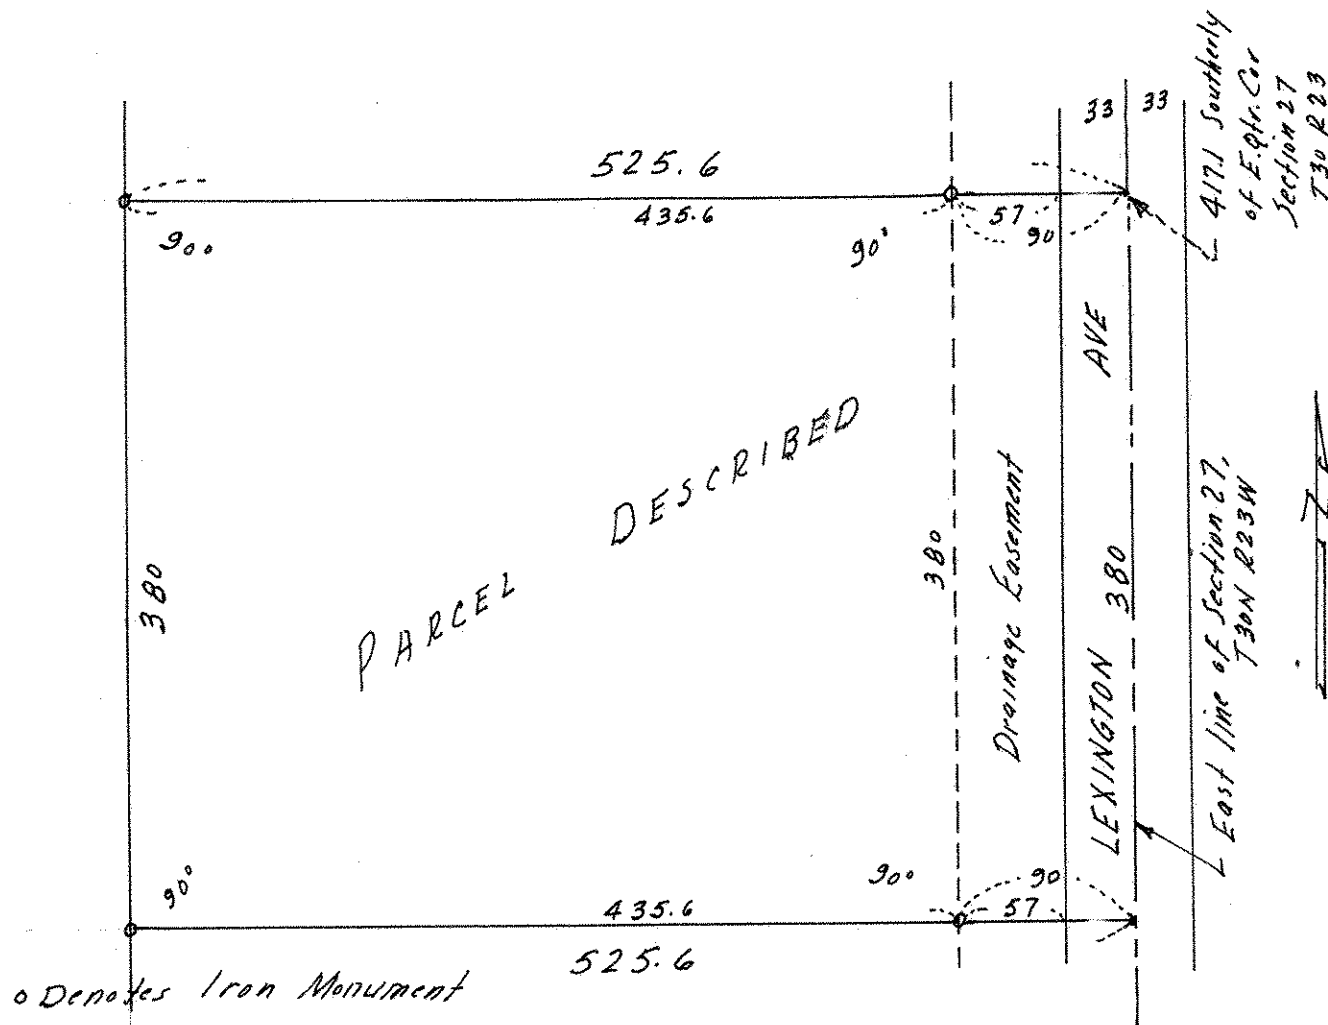 33 33
417.1 Southerly
of E.Qtr.Cor
Section 27
T30 R23
525.6
435.6
57
90
90°
90°
AVE
PARCEL DESCRIBED
380
380
Drainage Easement
LEXINGTON 380
East line of Section 27,
T30N R23W
90°
90°
90
57
435.6
525.6
o Denotes Iron Monument